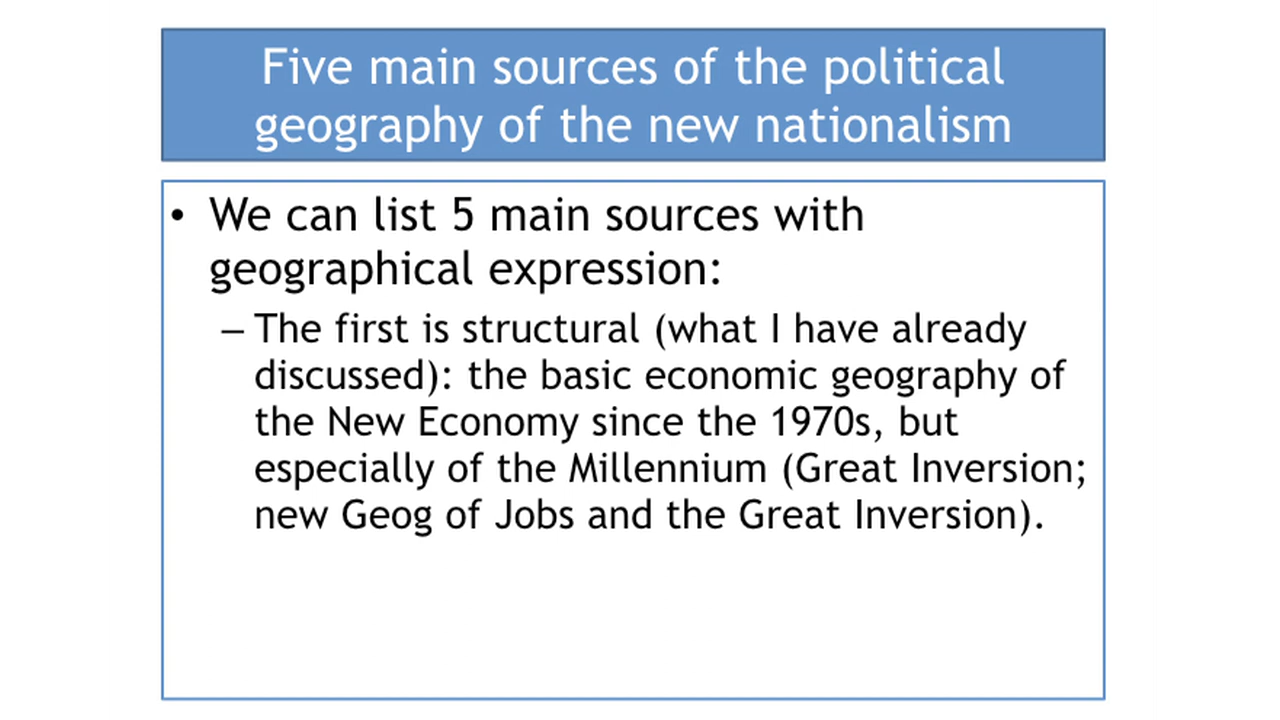 Five main sources of the political
geography of the new nationalism
• We can list 5 main sources with
geographical expression:
– The first is structural (what I have already
discussed): the basic economic geography of
the New Economy since the 1970s, but
especially of the Millennium (Great Inversion;
new Geog of Jobs and the Great Inversion).